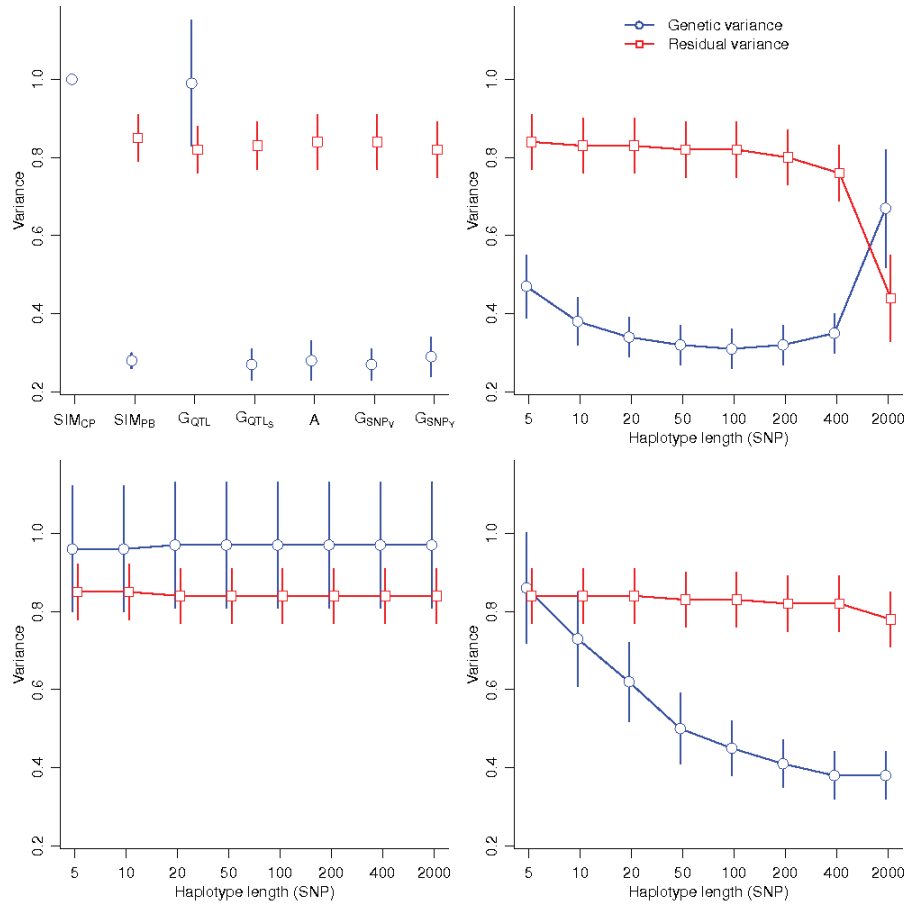 Genetic variance
Residual variance
Variance
0.2 0.4 0.6 0.8 1.0
SIMCP SIMPB GQTL GQTLS A GSNPV GSNPY
Variance
0.2 0.4 0.6 0.8 1.0
5 10 20 50 100 200 400 2000
Haplotype length (SNP)
Variance
0.2 0.4 0.6 0.8 1.0
5 10 20 50 100 200 400 2000
Haplotype length (SNP)
Variance
0.2 0.4 0.6 0.8 1.0
5 10 20 50 100 200 400 2000
Haplotype length (SNP)